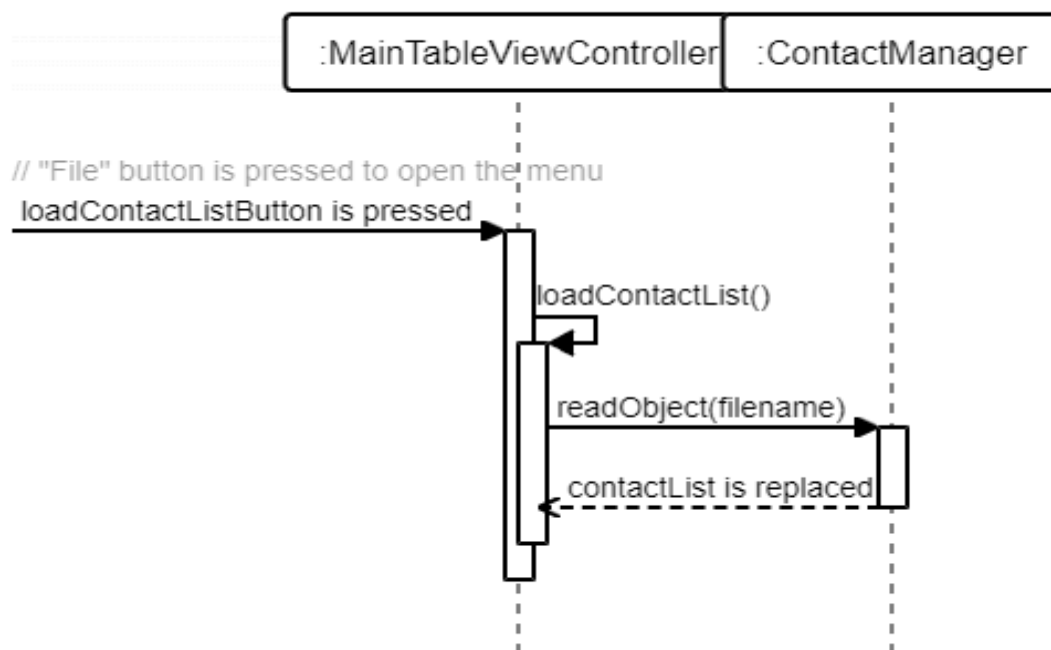 :MainTableViewController
:ContactManager
// "File" button is pressed to open the menu
loadContactListButton is pressed
loadContactList()
readObject(filename)
contactList is replaced